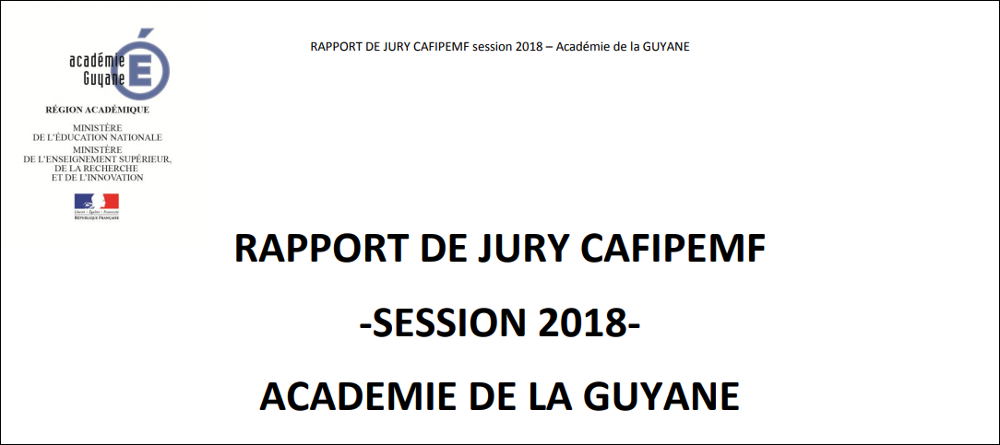 RAPPORT DE JURY CAFIPEMF session 2018 – Académie de la GUYANE
académie
Guyane
É
RÉGION ACADÉMIQUE
MINISTÈRE
DE L'ÉDUCATION NATIONALE
MINISTÈRE
DE L'ENSEIGNEMENT SUPÉRIEUR,
DE LA RECHERCHE
ET DE L'INNOVATION
Liberté • Égalité • Fraternité
RÉPUBLIQUE FRANÇAISE
RAPPORT DE JURY CAFIPEMF
-SESSION 2018-
ACADEMIE DE LA GUYANE